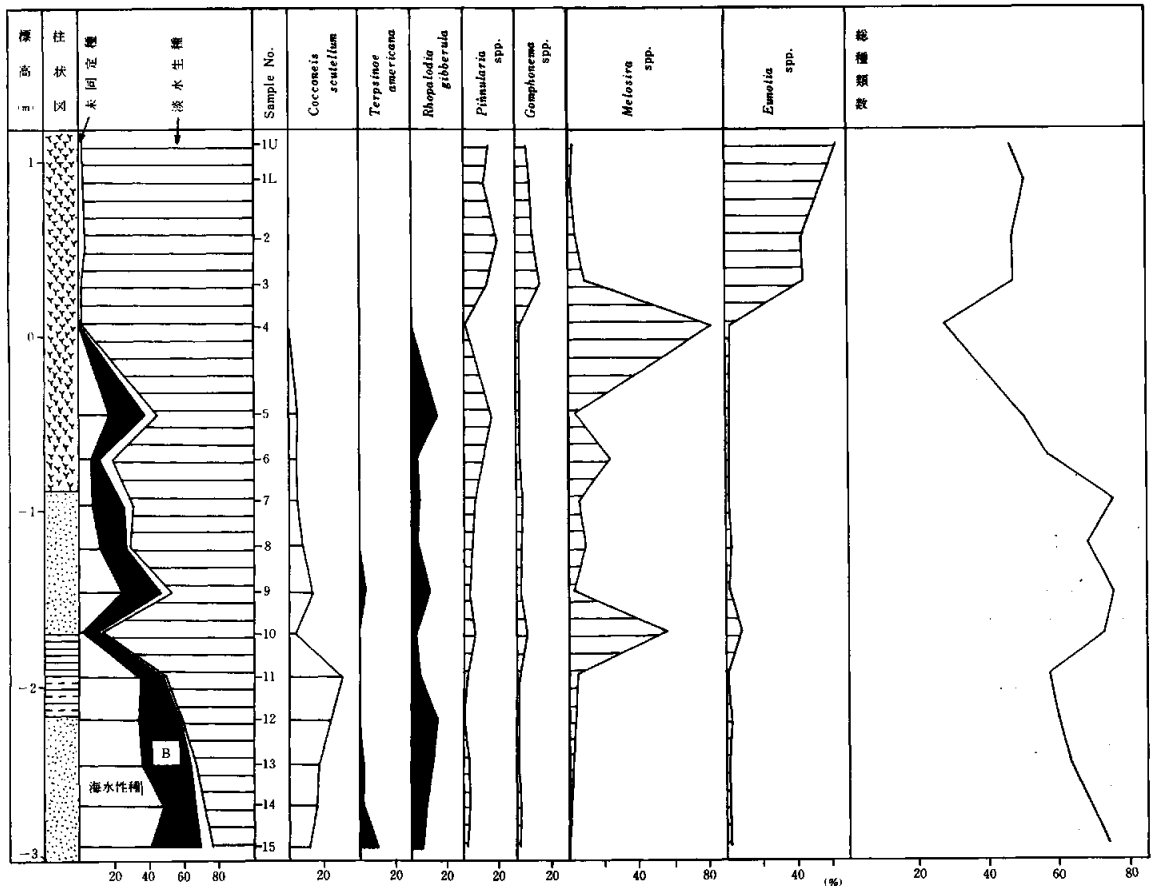 標高(m)
柱状図
未同定種
淡水生種
Sample No.
Cocconeis scutellum
Terpsinoe americana
Rhopalodia gibberula
Pinnularia spp.
Gomphonema spp.
Melosira spp.
Eunotia spp.
総種類数
1
0
-1
-2
-3
1U
1L
2
3
4
5
6
7
8
9
10
11
12
13
14
15
B
海水性種
20 40 60 80
20
20
20
20
20
40
80
40
(%)
40
60
80